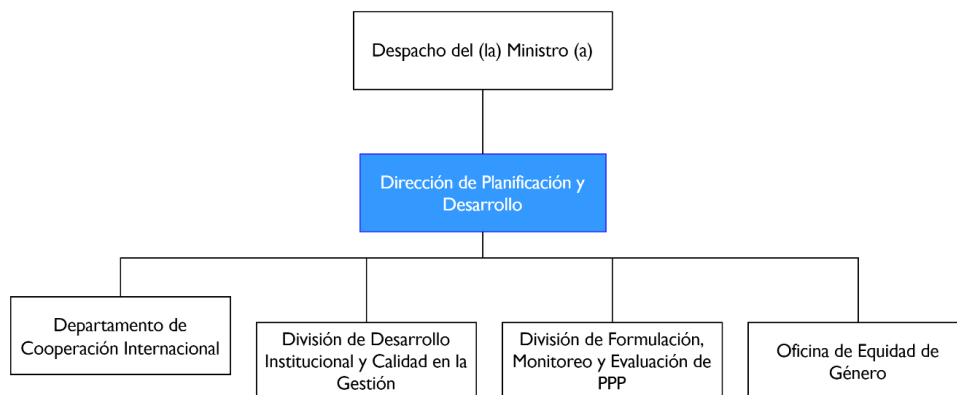 Despacho del (la) Ministro (a)
Dirección de Planificación y
Desarrollo
Departamento de
Cooperación Internacional
División de Desarrollo
Institucional y Calidad en la
Gestión
División de Formulación,
Monitoreo y Evaluación de
PPP
Oficina de Equidad de
Género